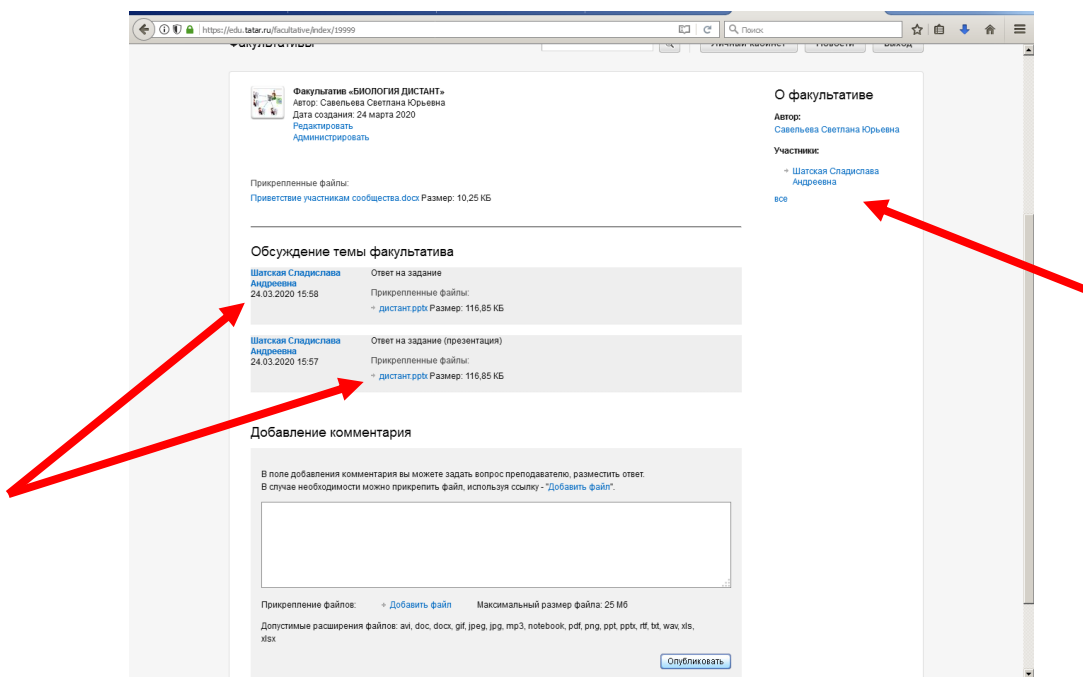 https://edu.tatar.ru/facultative/index/19999
Поиск
Факультативы
Личный кабинет
Новости
Выход
Факультатив «БИОЛОГИЯ ДИСТАНТ»
Автор: Савельева Светлана Юрьевна
Дата создания: 24 марта 2020
Редактировать
Администрировать
Прикрепленные файлы:
Приветствие участникам сообщества.docx Размер: 10,25 КБ
О факультативе
Автор:
Савельева Светлана Юрьевна
Участники:
Шатская Сладислава
Андреевна
все
Обсуждение темы факультатива
Шатская Сладислава
Андреевна
24.03.2020 15:58
Ответ на задание
Прикрепленные файлы:
дистант.pptx Размер: 116,85 КБ
Шатская Сладислава
Андреевна
24.03.2020 15:57
Ответ на задание (презентация)
Прикрепленные файлы:
дистант.pptx Размер: 116,85 КБ
Добавление комментария
В поле добавления комментария вы можете задать вопрос преподавателю, разместить ответ.
В случае необходимости можно прикрепить файл, используя ссылку - "Добавить файл".
Прикрепление файлов: Добавить файл Максимальный размер файла: 25 Мб
Допустимые расширения файлов: avi, doc, docx, gif, jpeg, jpg, mp3, notebook, pdf, png, ppt, pptx, rtf, txt, wav, xls,
xlsx
Опубликовать